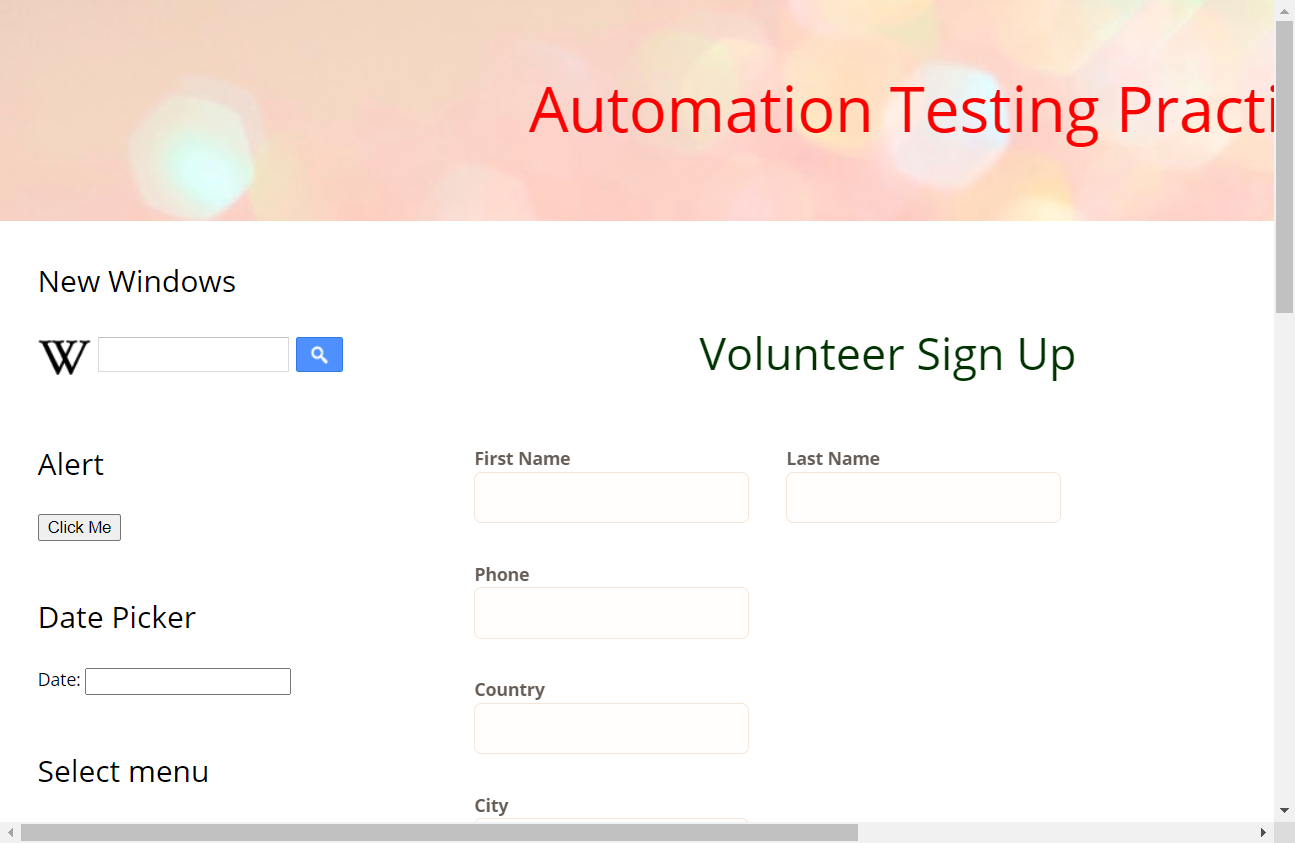 Automation Testing Practi
New Windows
W
Volunteer Sign Up
Alert
Click Me
First Name
Last Name
Phone
Date Picker
Date:
Country
Select menu
City